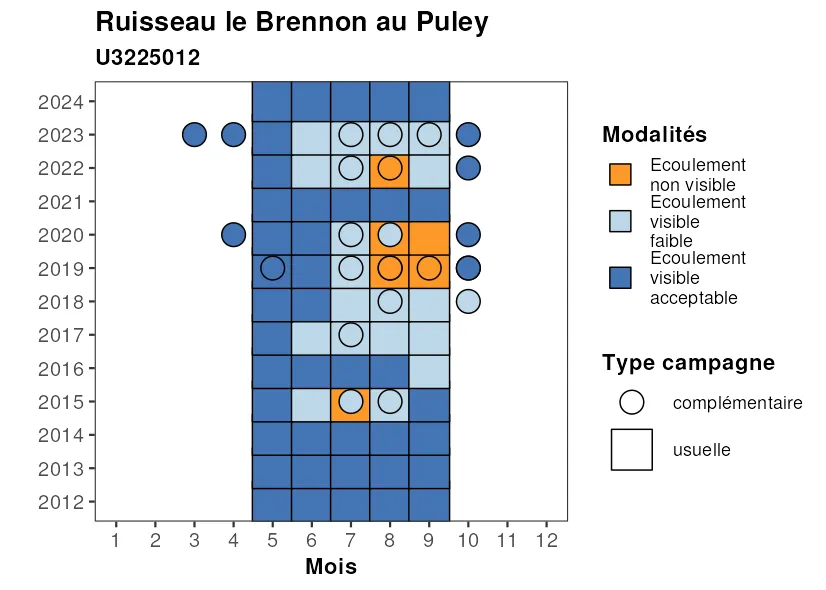 Ruisseau le Brennon au Puley
U3225012
2024
2023
2022
2021
2020
2019
2018
2017
2016
2015
2014
2013
2012
1 2 3 4 5 6 7 8 9 10 11 12
Mois
Modalités
Ecoulement
non visible
Ecoulement
visible
faible
Ecoulement
visible
acceptable
Type campagne
complémentaire
usuelle